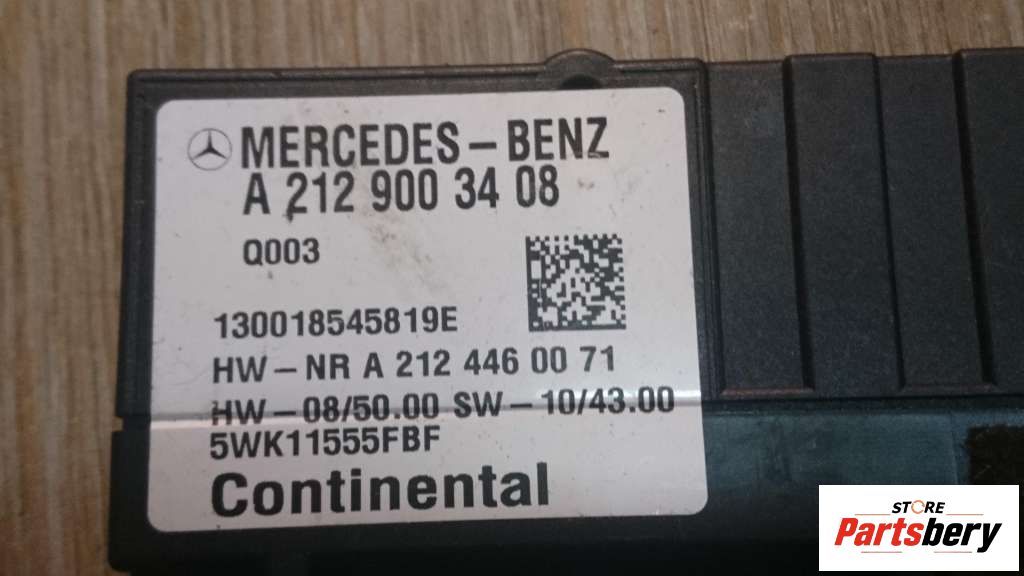 MERCEDES-BENZ
A 212 900 34 08
Q003
130018545819E
HW-NR A 212 446 00 71
HW-08/50.00 SW-10/43.00
5WK11555FBF
Continental
STORE
Partsbery